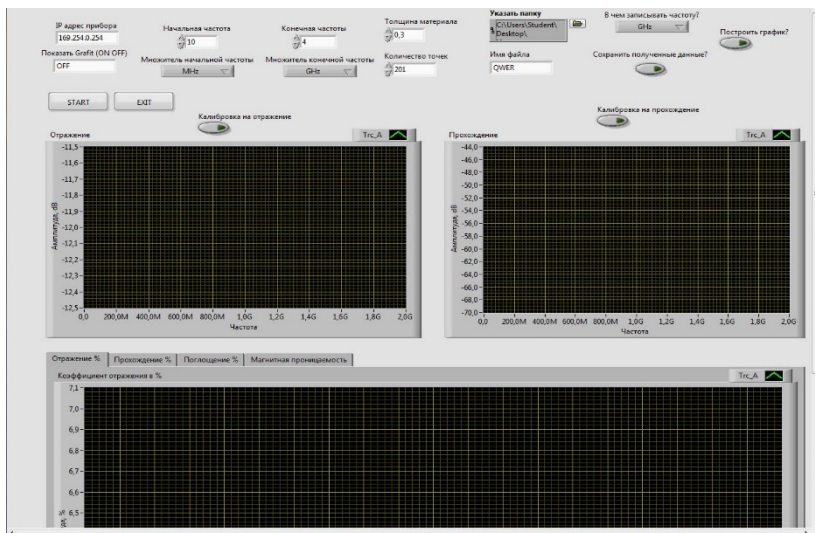 IP адрес прибора
169.254.0.254
Показать Grafit (ON OFF)
OFF
Начальная частота
10
Множитель начальной частоты
MHz
Конечная частоты
4
Множитель конечной частоты
GHz
Толщина материала
0,3
Количество точек
201
Указать папку
C:\Users\Student\
Desktop\
Имя файла
QWER
В чем записывать частоту?
GHz
Сохранить полученные данные?
Построить график?
START
EXIT
Калибровка на отражение
Калибровка на прохождение
Отражение
Trc_A
-11,5
-11,6
-11,7
-11,8
-11,9
-12,0
-12,1
-12,2
-12,3
-12,4
-12,5
Амплитуда, dB
0,0 200,0M 400,0M 600,0M 800,0M 1,0G 1,2G 1,4G 1,6G 1,8G 2,0G
Частота
Прохождение
Trc_A
-44,0
-46,0
-48,0
-50,0
-52,0
-54,0
-56,0
-58,0
-60,0
-62,0
-64,0
-66,0
-68,0
-70,0
Амплитуда, dB
0,0 200,0M 400,0M 600,0M 800,0M 1,0G 1,2G 1,4G 1,6G 1,8G 2,0G
Частота
Отражение % Прохождение % Поглощение % Магнитная проницаемость
Коэффициент отражения в %
Trc_A
7,1
7,0
6,9
6,8
6,7
6,6
6,5